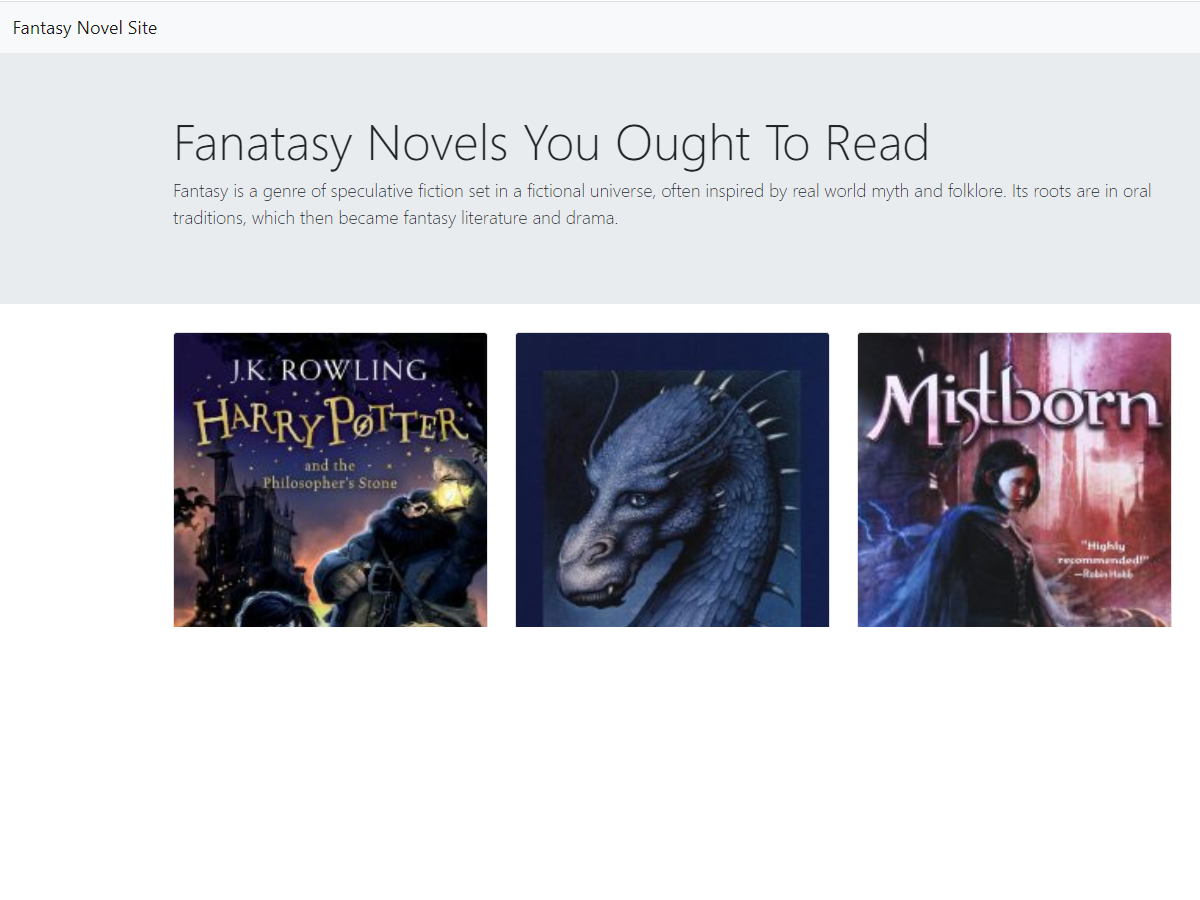 Fantasy Novel Site
Fanatasy Novels You Ought To Read
Fantasy is a genre of speculative fiction set in a fictional universe, often inspired by real world myth and folklore. Its roots are in oral
traditions, which then became fantasy literature and drama.
J.K. ROWLING
HARRY POTTER
and the
Philosopher's Stone
Mistborn
"Highly
recommended!"
—Robin Hobb